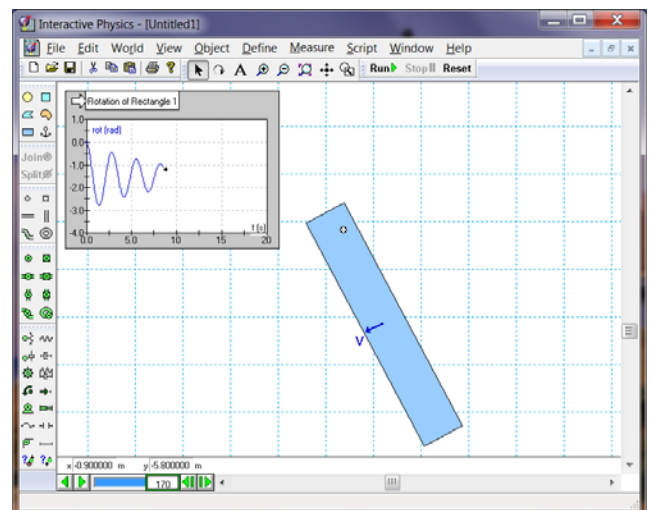 Interactive Physics - [Untitled1]
File Edit World View Object Define Measure Script Window Help
A Run Stop Reset
Rotation of Rectangle 1
rot (rad)
1.0
0.0
-1.0
-2.0
-4.0
t (s)
0.0 5.0 10 15 20
Join
Split
V
x -0.900000 m y -5.800000 m
170